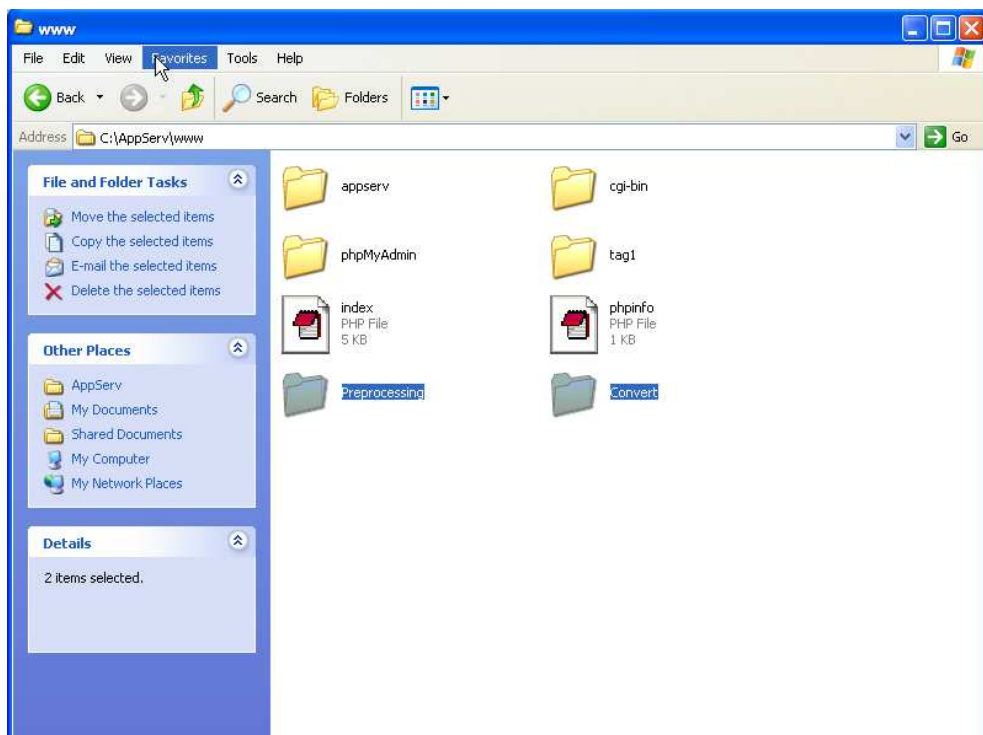 www
File Edit View Favorites Tools Help
Back Search Folders
Address C:\AppServ\www Go
File and Folder Tasks
Move the selected items
Copy the selected items
E-mail the selected items
Delete the selected items
Other Places
AppServ
My Documents
Shared Documents
My Computer
My Network Places
Details
2 items selected.
appserv cgi-bin
phpMyAdmin tag1
index phpinfo
PHP File PHP File
5 KB 1 KB
Preprocessing Convert